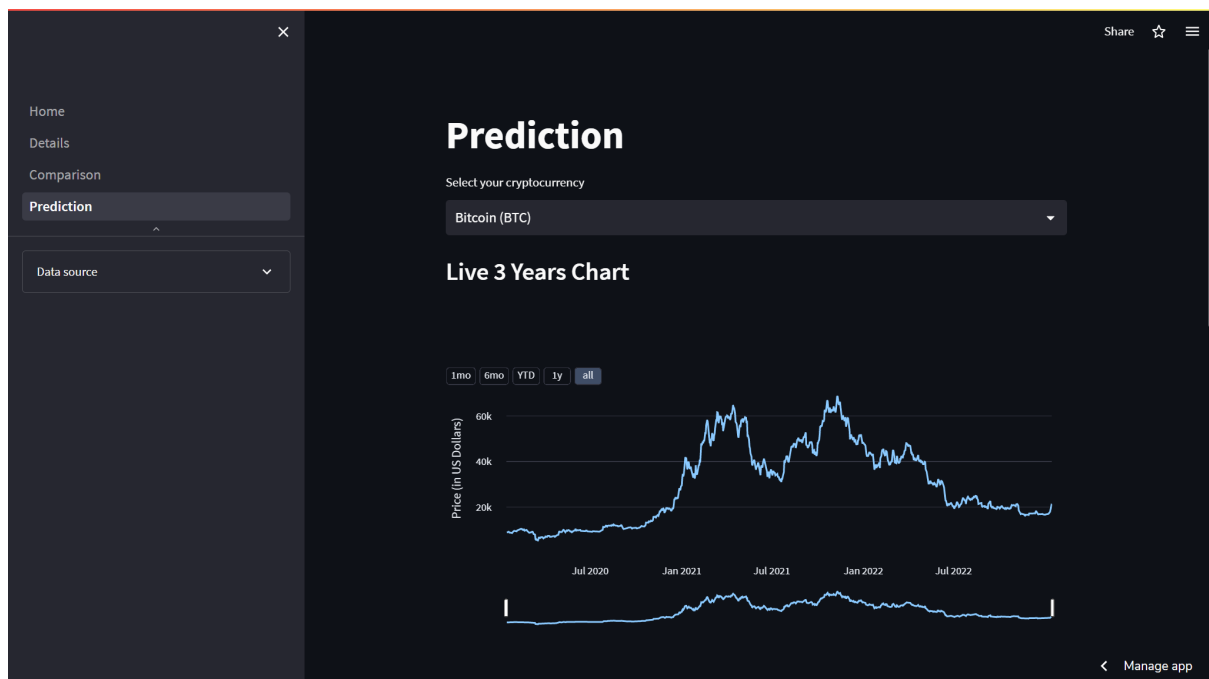 Share
Home
Details
Comparison
Prediction
Data source
Prediction
Select your cryptocurrency
Bitcoin (BTC)
Live 3 Years Chart
1mo 6mo YTD 1y all
Price (in US Dollars)
60k
40k
20k
Jul 2020 Jan 2021 Jul 2021 Jan 2022 Jul 2022
Manage app